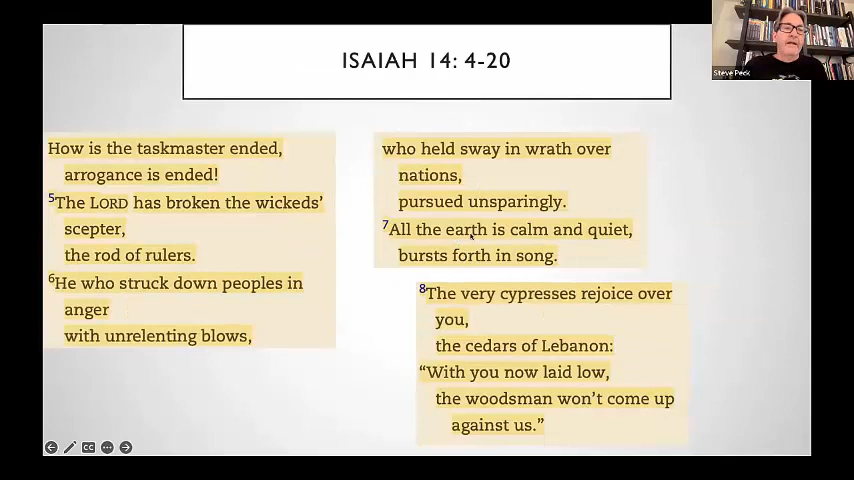 ISAIAH 14: 4-20
How is the taskmaster ended,
arrogance is ended!
5The LORD has broken the wickeds’
scepter,
the rod of rulers.
6He who struck down peoples in
anger
with unrelenting blows,
who held sway in wrath over
nations,
pursued unsparingly.
7All the earth is calm and quiet,
bursts forth in song.
8The very cypresses rejoice over
you,
the cedars of Lebanon:
“With you now laid low,
the woodsman won’t come up
against us.”
Steve Peck
CC